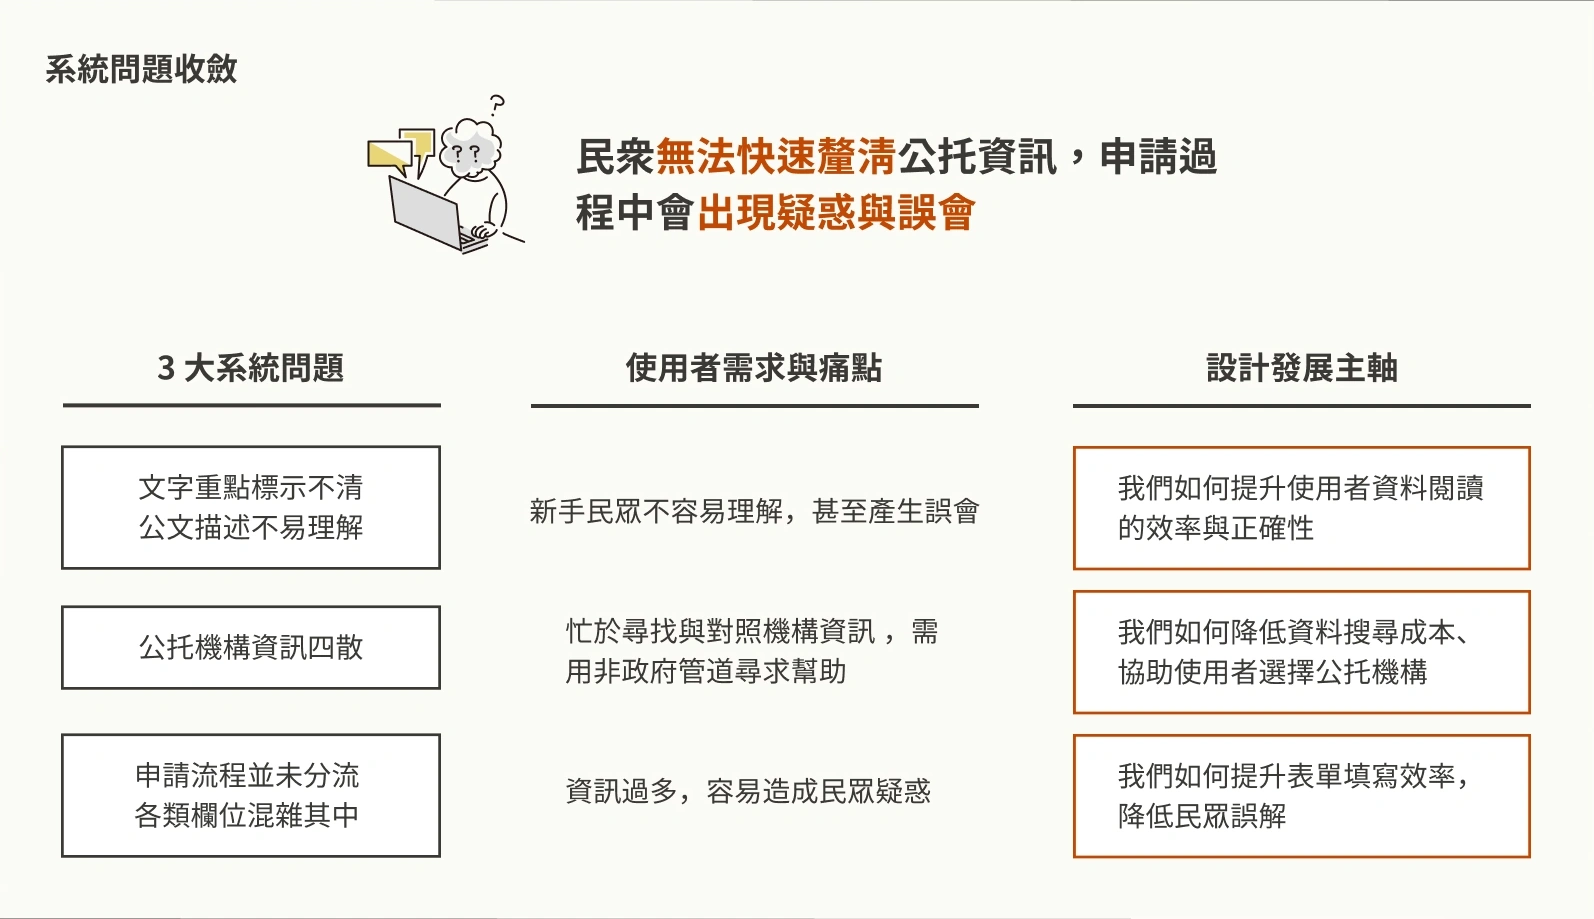 系統問題收斂
?
? ?
民眾無法快速釐清公托資訊，申請過
程中會出現疑惑與誤會
3 大系統問題
使用者需求與痛點
設計發展主軸
文字重點標示不清
公文描述不易理解
新手民眾不容易理解，甚至產生誤會
我們如何提升使用者資料閱讀
的效率與正確性
公托機構資訊四散
忙於尋找與對照機構資訊，需
用非政府管道尋求幫助
我們如何降低資料搜尋成本、
協助使用者選擇公托機構
申請流程並未分流
各類欄位混雜其中
資訊過多，容易造成民眾疑惑
我們如何提升表單填寫效率，
降低民眾誤解